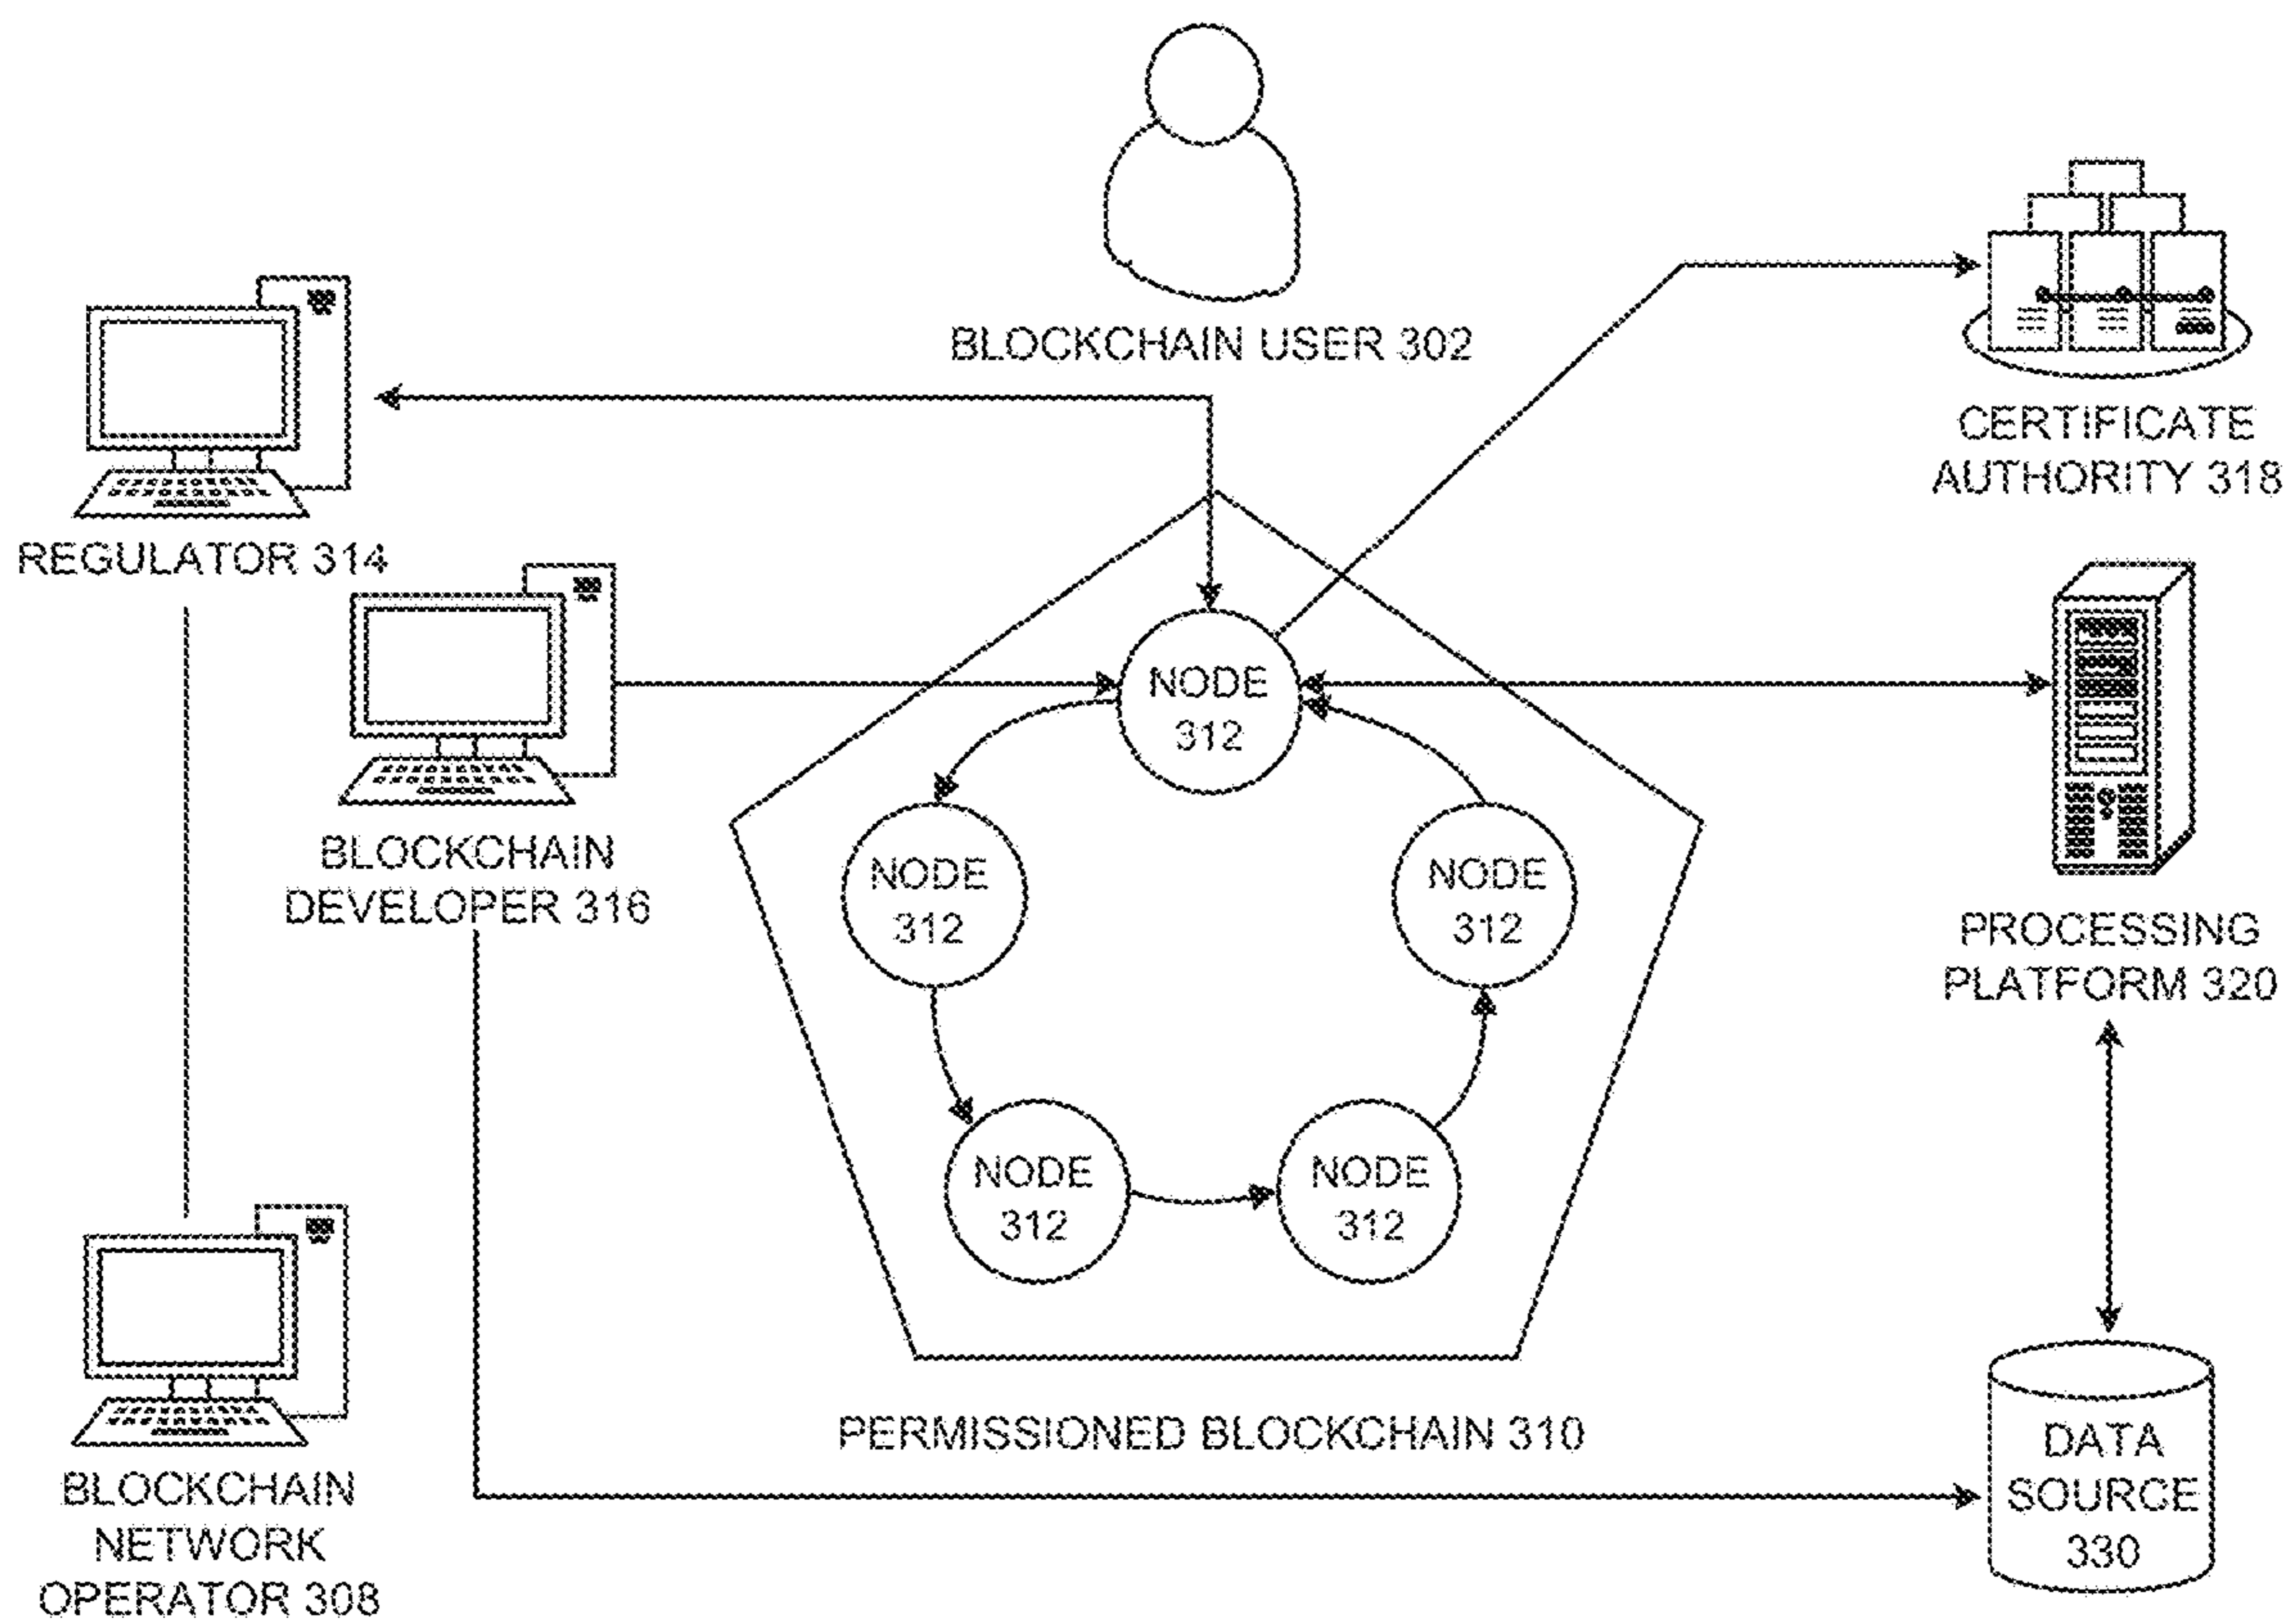 BLOCKCHAIN USER 302
CERTIFICATE
AUTHORITY 318
REGULATOR 314
BLOCKCHAIN
DEVELOPER 316
NODE
312
NODE
312
NODE
312
NODE
312
NODE
312
PROCESSING
PLATFORM 320
PERMISSIONED BLOCKCHAIN 310
BLOCKCHAIN
NETWORK
OPERATOR 308
DATA
SOURCE
330